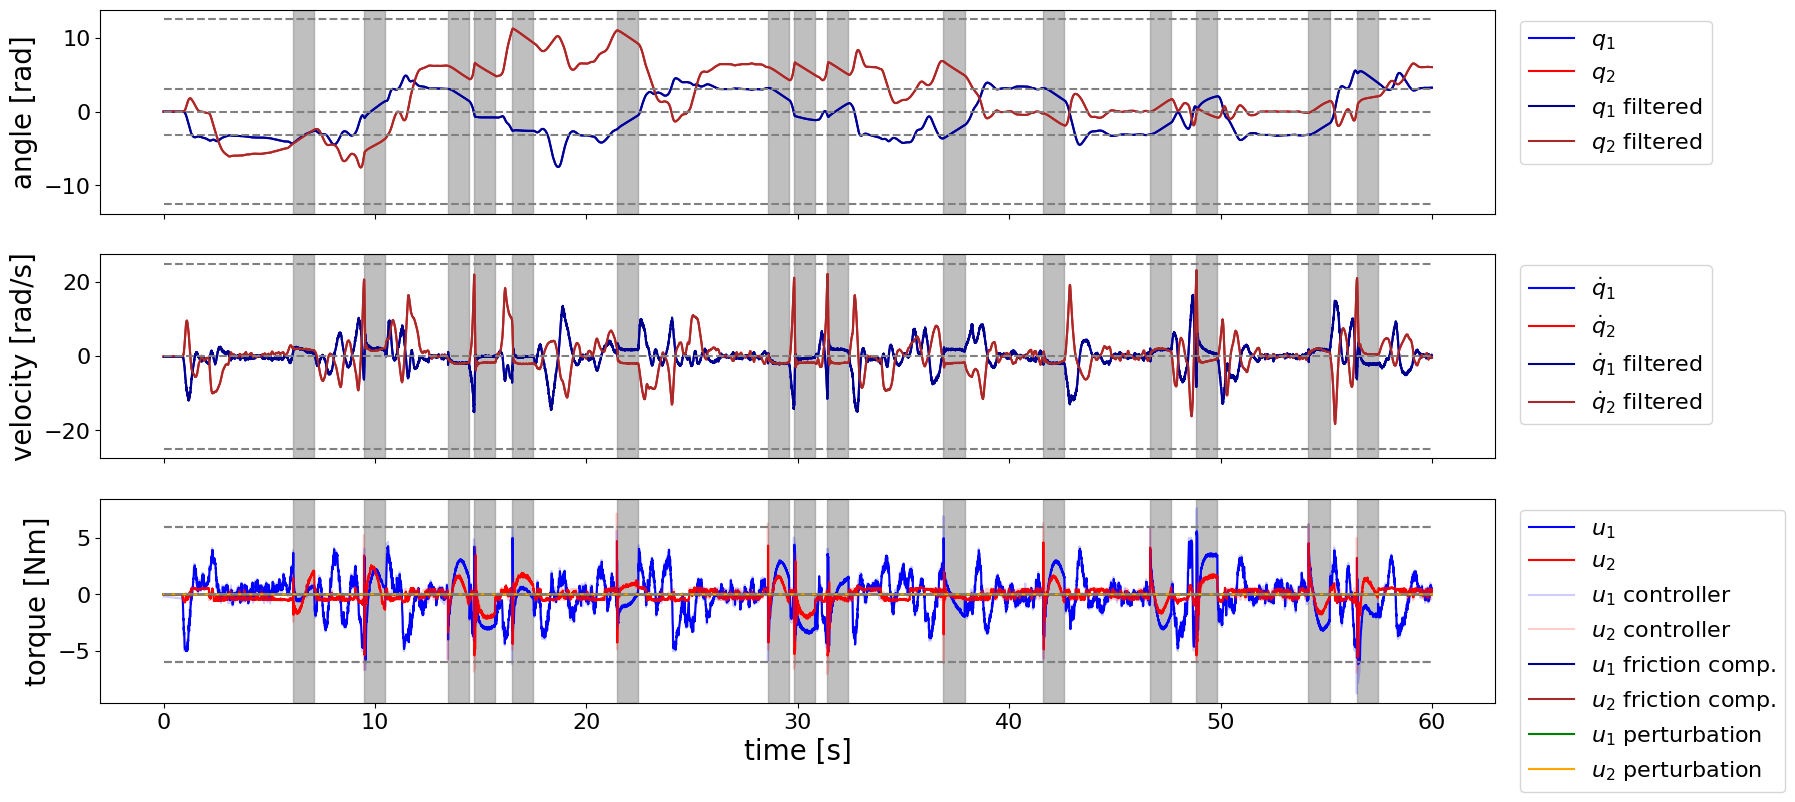 angle [rad]
10
0
−10
q₁
q₂
q₁ filtered
q₂ filtered
velocity [rad/s]
20
0
−20
q̇₁
q̇₂
q̇₁ filtered
q̇₂ filtered
torque [Nm]
5
0
−5
0 10 20 30 40 50 60
time [s]
u₁
u₂
u₁ controller
u₂ controller
u₁ friction comp.
u₂ friction comp.
u₁ perturbation
u₂ perturbation